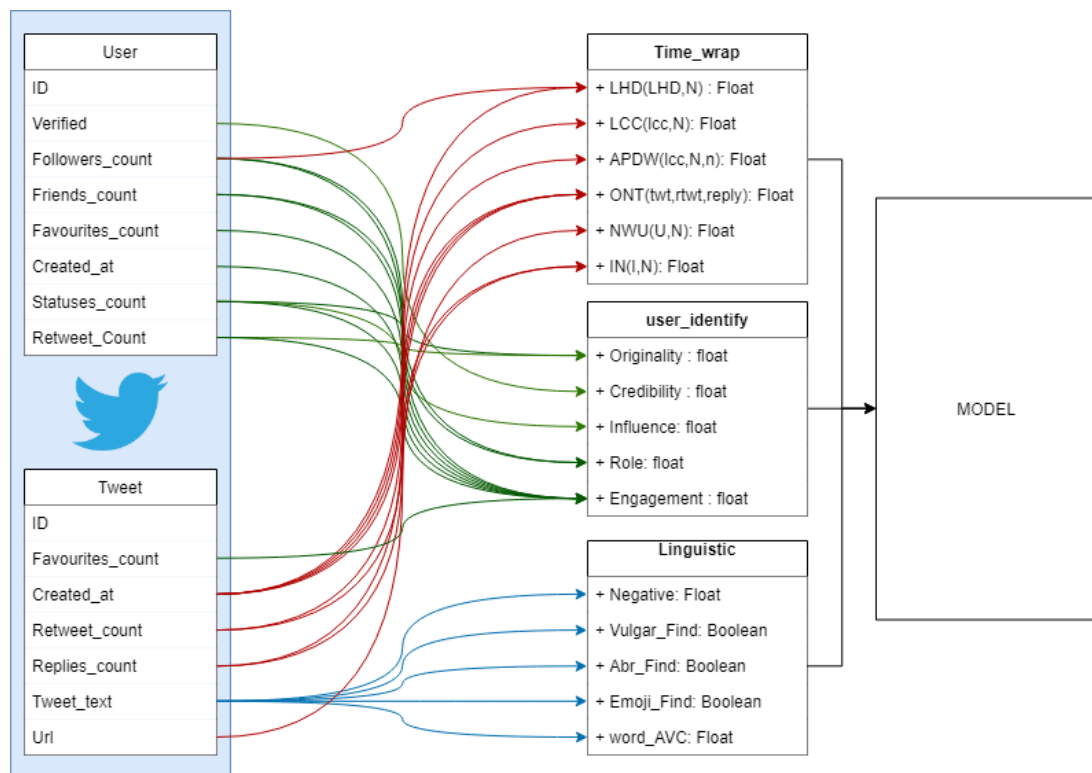 User
ID
Verified
Followers_count
Friends_count
Favourites_count
Created_at
Statuses_count
Retweet_Count
Tweet
ID
Favourites_count
Created_at
Retweet_count
Replies_count
Tweet_text
Url
Time_wrap
+ LHD(LHD,N) : Float
+ LCC(lcc,N): Float
+ APDW(lcc,N,n): Float
+ ONT(twt,rtwt,reply): Float
+ NWU(U,N): Float
+ IN(I,N): Float
user_identify
+ Originality : float
+ Credibility : float
+ Influence: float
+ Role: float
+ Engagement : float
Linguistic
+ Negative: Float
+ Vulgar_Find: Boolean
+ Abr_Find: Boolean
+ Emoji_Find: Boolean
+ word_AVC: Float
MODEL